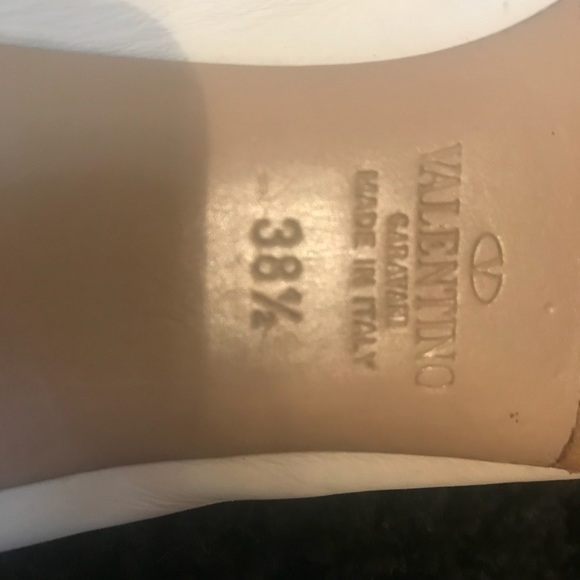 VALENTINO
GARAVANI
MADE IN ITALY
38½